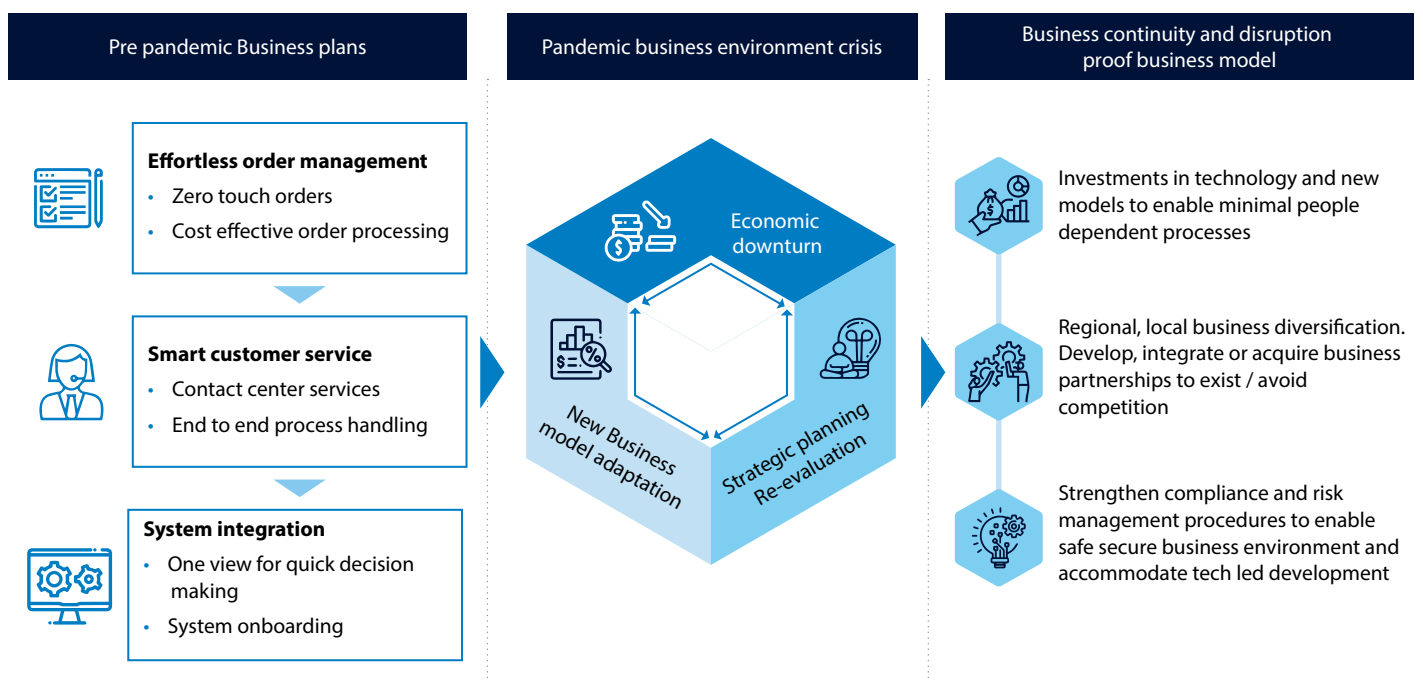 Pre pandemic Business plans
Effortless order management
• Zero touch orders
• Cost effective order processing
Smart customer service
• Contact center services
• End to end process handling
System integration
• One view for quick decision
making
• System onboarding
Pandemic business environment crisis
Economic
downturn
New Business
model adaptation
Strategic planning
Re-evaluation
Business continuity and disruption
proof business model
Investments in technology and new
models to enable minimal people
dependent processes
Regional, local business diversification.
Develop, integrate or acquire business
partnerships to exist / avoid
competition
Strengthen compliance and risk
management procedures to enable
safe secure business environment and
accommodate tech led development